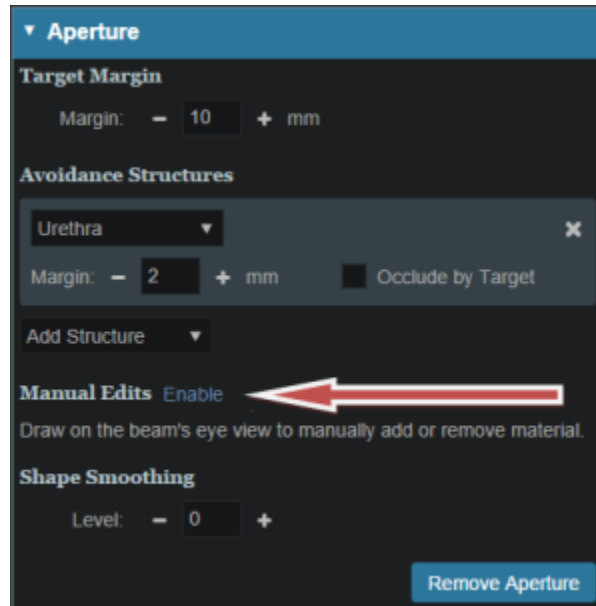 Aperture
Target Margin
Margin: − 10 + mm
Avoidance Structures
Urethra
Margin: − 2 + mm Occlude by Target
Add Structure
Manual Edits Enable
Draw on the beam's eye view to manually add or remove material.
Shape Smoothing
Level: − 0 +
Remove Aperture